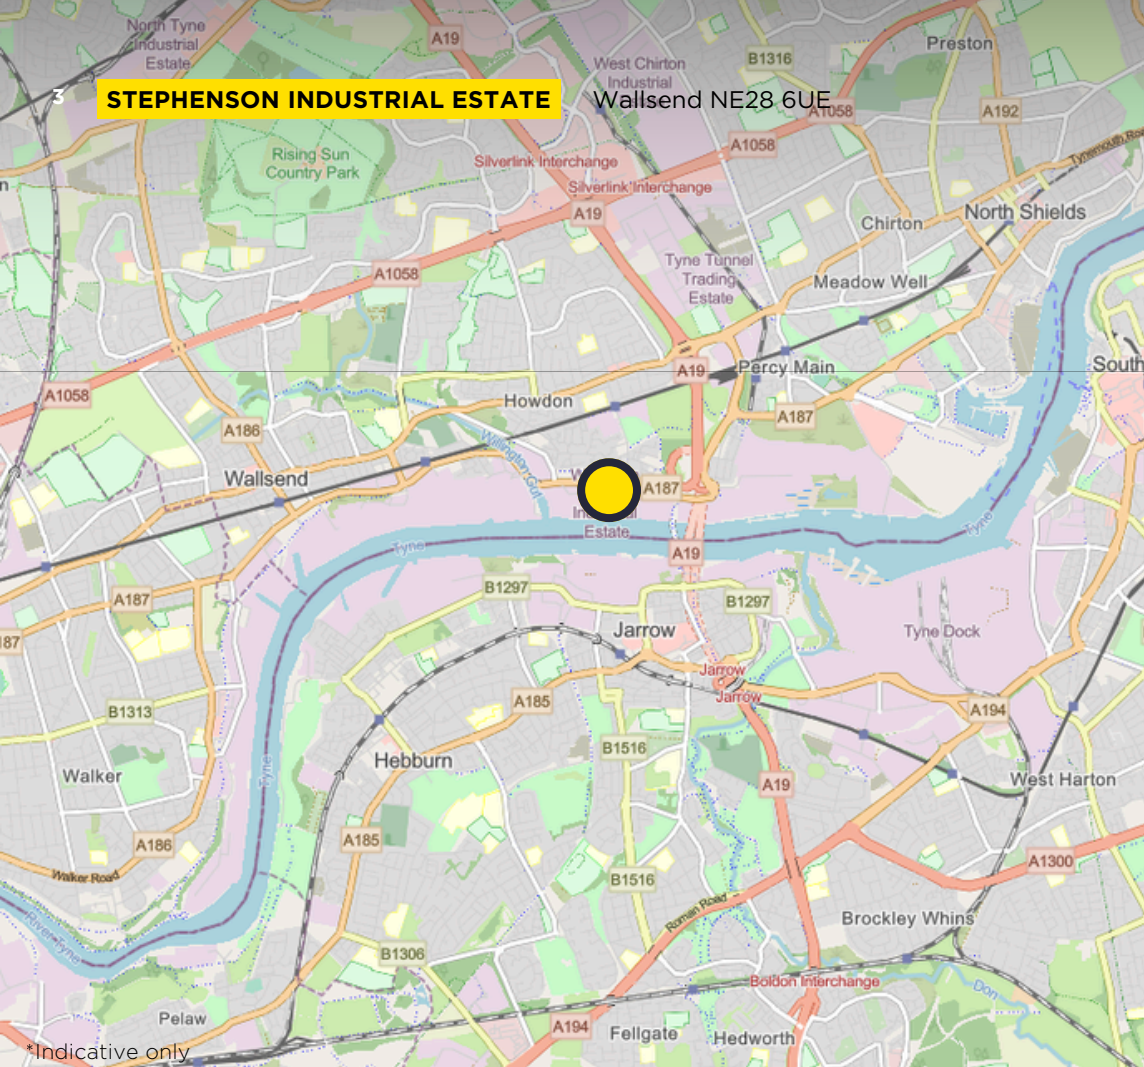 North Tyne
Industrial
Estate
A19
Preston
B1316
West Chirton
Industrial
3
STEPHENSON INDUSTRIAL ESTATE
Wallsend NE28 6UE
A1058
A192
A1058
Rising Sun
Country Park
Silverlink Interchange
Silverlink Interchange
A19
Chirton
North Shields
A1058
Tyne Tunnel
Trading
Estate
Meadow Well
A19
Percy Main
South
A1058
Howdon
A187
A186
Willington Gut
Wallsend
A187
Estate
Tyne
Tyne
A19
B1297
B1297
A187
187
Jarrow
Tyne Dock
Jarrow
Jarrow
A185
A194
B1313
B1516
Hebburn
Tyne
Walker
A19
West Harton
A186
A185
A1300
Walker Road
B1516
Roman Road
Brockley Whins
River Tyne
B1306
Boldon Interchange
Don
Pelaw
A194
Fellgate
Hedworth
*Indicative only